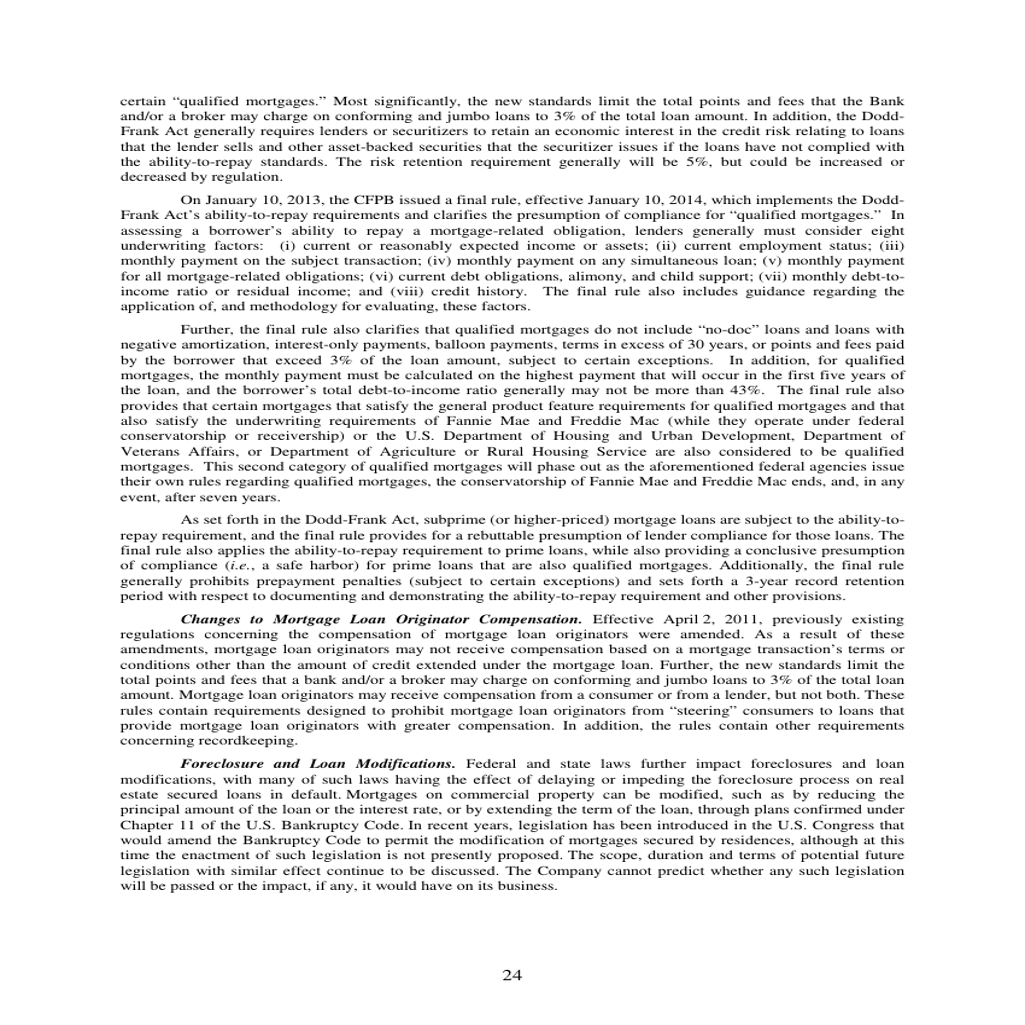 certain “qualified mortgages.” Most significantly, the new standards limit the total points and fees that the Bank
and/or a broker may charge on conforming and jumbo loans to 3% of the total loan amount. In addition, the Dodd-
Frank Act generally requires lenders or securitizers to retain an economic interest in the credit risk relating to loans
that the lender sells and other asset-backed securities that the securitizer issues if the loans have not complied with
the ability-to-repay standards. The risk retention requirement generally will be 5%, but could be increased or
decreased by regulation.
On January 10, 2013, the CFPB issued a final rule, effective January 10, 2014, which implements the Dodd-
Frank Act’s ability-to-repay requirements and clarifies the presumption of compliance for “qualified mortgages.” In
assessing a borrower’s ability to repay a mortgage-related obligation, lenders generally must consider eight
underwriting factors: (i) current or reasonably expected income or assets; (ii) current employment status; (iii)
monthly payment on the subject transaction; (iv) monthly payment on any simultaneous loan; (v) monthly payment
for all mortgage-related obligations; (vi) current debt obligations, alimony, and child support; (vii) monthly debt-to-
income ratio or residual income; and (viii) credit history. The final rule also includes guidance regarding the
application of, and methodology for evaluating, these factors.
Further, the final rule also clarifies that qualified mortgages do not include “no-doc” loans and loans with
negative amortization, interest-only payments, balloon payments, terms in excess of 30 years, or points and fees paid
by the borrower that exceed 3% of the loan amount, subject to certain exceptions. In addition, for qualified
mortgages, the monthly payment must be calculated on the highest payment that will occur in the first five years of
the loan, and the borrower’s total debt-to-income ratio generally may not be more than 43%. The final rule also
provides that certain mortgages that satisfy the general product feature requirements for qualified mortgages and that
also satisfy the underwriting requirements of Fannie Mae and Freddie Mac (while they operate under federal
conservatorship or receivership) or the U.S. Department of Housing and Urban Development, Department of
Veterans Affairs, or Department of Agriculture or Rural Housing Service are also considered to be qualified
mortgages. This second category of qualified mortgages will phase out as the aforementioned federal agencies issue
their own rules regarding qualified mortgages, the conservatorship of Fannie Mae and Freddie Mac ends, and, in any
event, after seven years.
As set forth in the Dodd-Frank Act, subprime (or higher-priced) mortgage loans are subject to the ability-to-
repay requirement, and the final rule provides for a rebuttable presumption of lender compliance for those loans. The
final rule also applies the ability-to-repay requirement to prime loans, while also providing a conclusive presumption
of compliance (i.e., a safe harbor) for prime loans that are also qualified mortgages. Additionally, the final rule
generally prohibits prepayment penalties (subject to certain exceptions) and sets forth a 3-year record retention
period with respect to documenting and demonstrating the ability-to-repay requirement and other provisions.
Changes to Mortgage Loan Originator Compensation. Effective April 2, 2011, previously existing
regulations concerning the compensation of mortgage loan originators were amended. As a result of these
amendments, mortgage loan originators may not receive compensation based on a mortgage transaction’s terms or
conditions other than the amount of credit extended under the mortgage loan. Further, the new standards limit the
total points and fees that a bank and/or a broker may charge on conforming and jumbo loans to 3% of the total loan
amount. Mortgage loan originators may receive compensation from a consumer or from a lender, but not both. These
rules contain requirements designed to prohibit mortgage loan originators from “steering” consumers to loans that
provide mortgage loan originators with greater compensation. In addition, the rules contain other requirements
concerning recordkeeping.
Foreclosure and Loan Modifications. Federal and state laws further impact foreclosures and loan
modifications, with many of such laws having the effect of delaying or impeding the foreclosure process on real
estate secured loans in default. Mortgages on commercial property can be modified, such as by reducing the
principal amount of the loan or the interest rate, or by extending the term of the loan, through plans confirmed under
Chapter 11 of the U.S. Bankruptcy Code. In recent years, legislation has been introduced in the U.S. Congress that
would amend the Bankruptcy Code to permit the modification of mortgages secured by residences, although at this
time the enactment of such legislation is not presently proposed. The scope, duration and terms of potential future
legislation with similar effect continue to be discussed. The Company cannot predict whether any such legislation
will be passed or the impact, if any, it would have on its business.
24